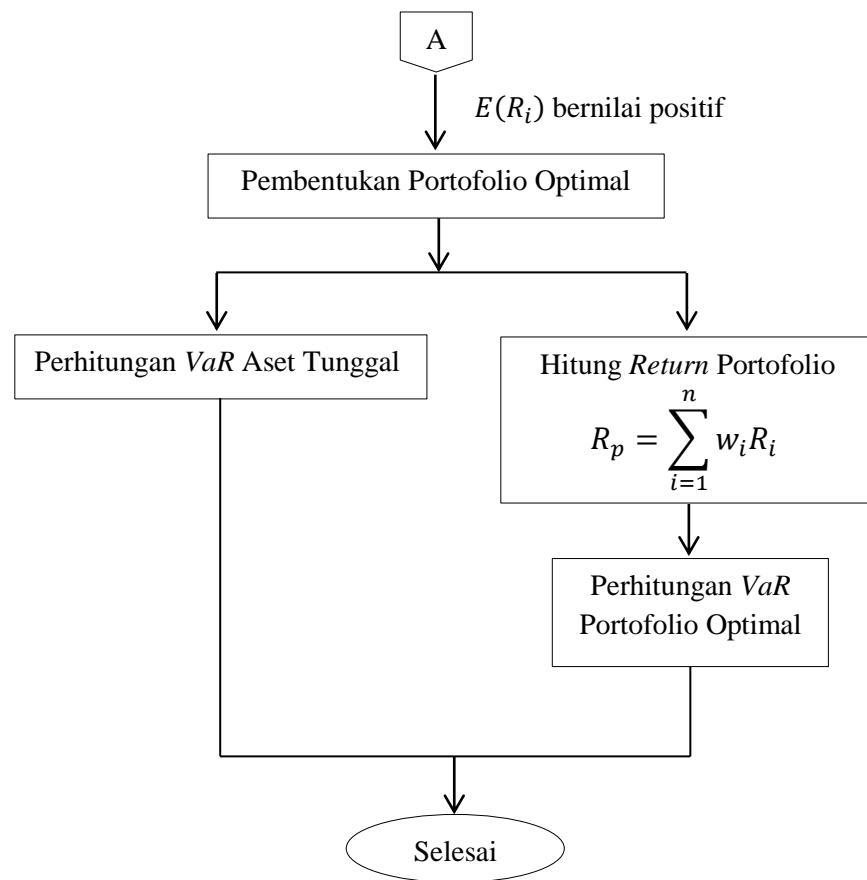 A
E(R_i) bernilai positif
Pembentukan Portofolio Optimal
Perhitungan VaR Aset Tunggal
Hitung Return Portofolio
R_p = \sum_{i=1}^{n} w_i R_i
Perhitungan VaR
Portofolio Optimal
Selesai